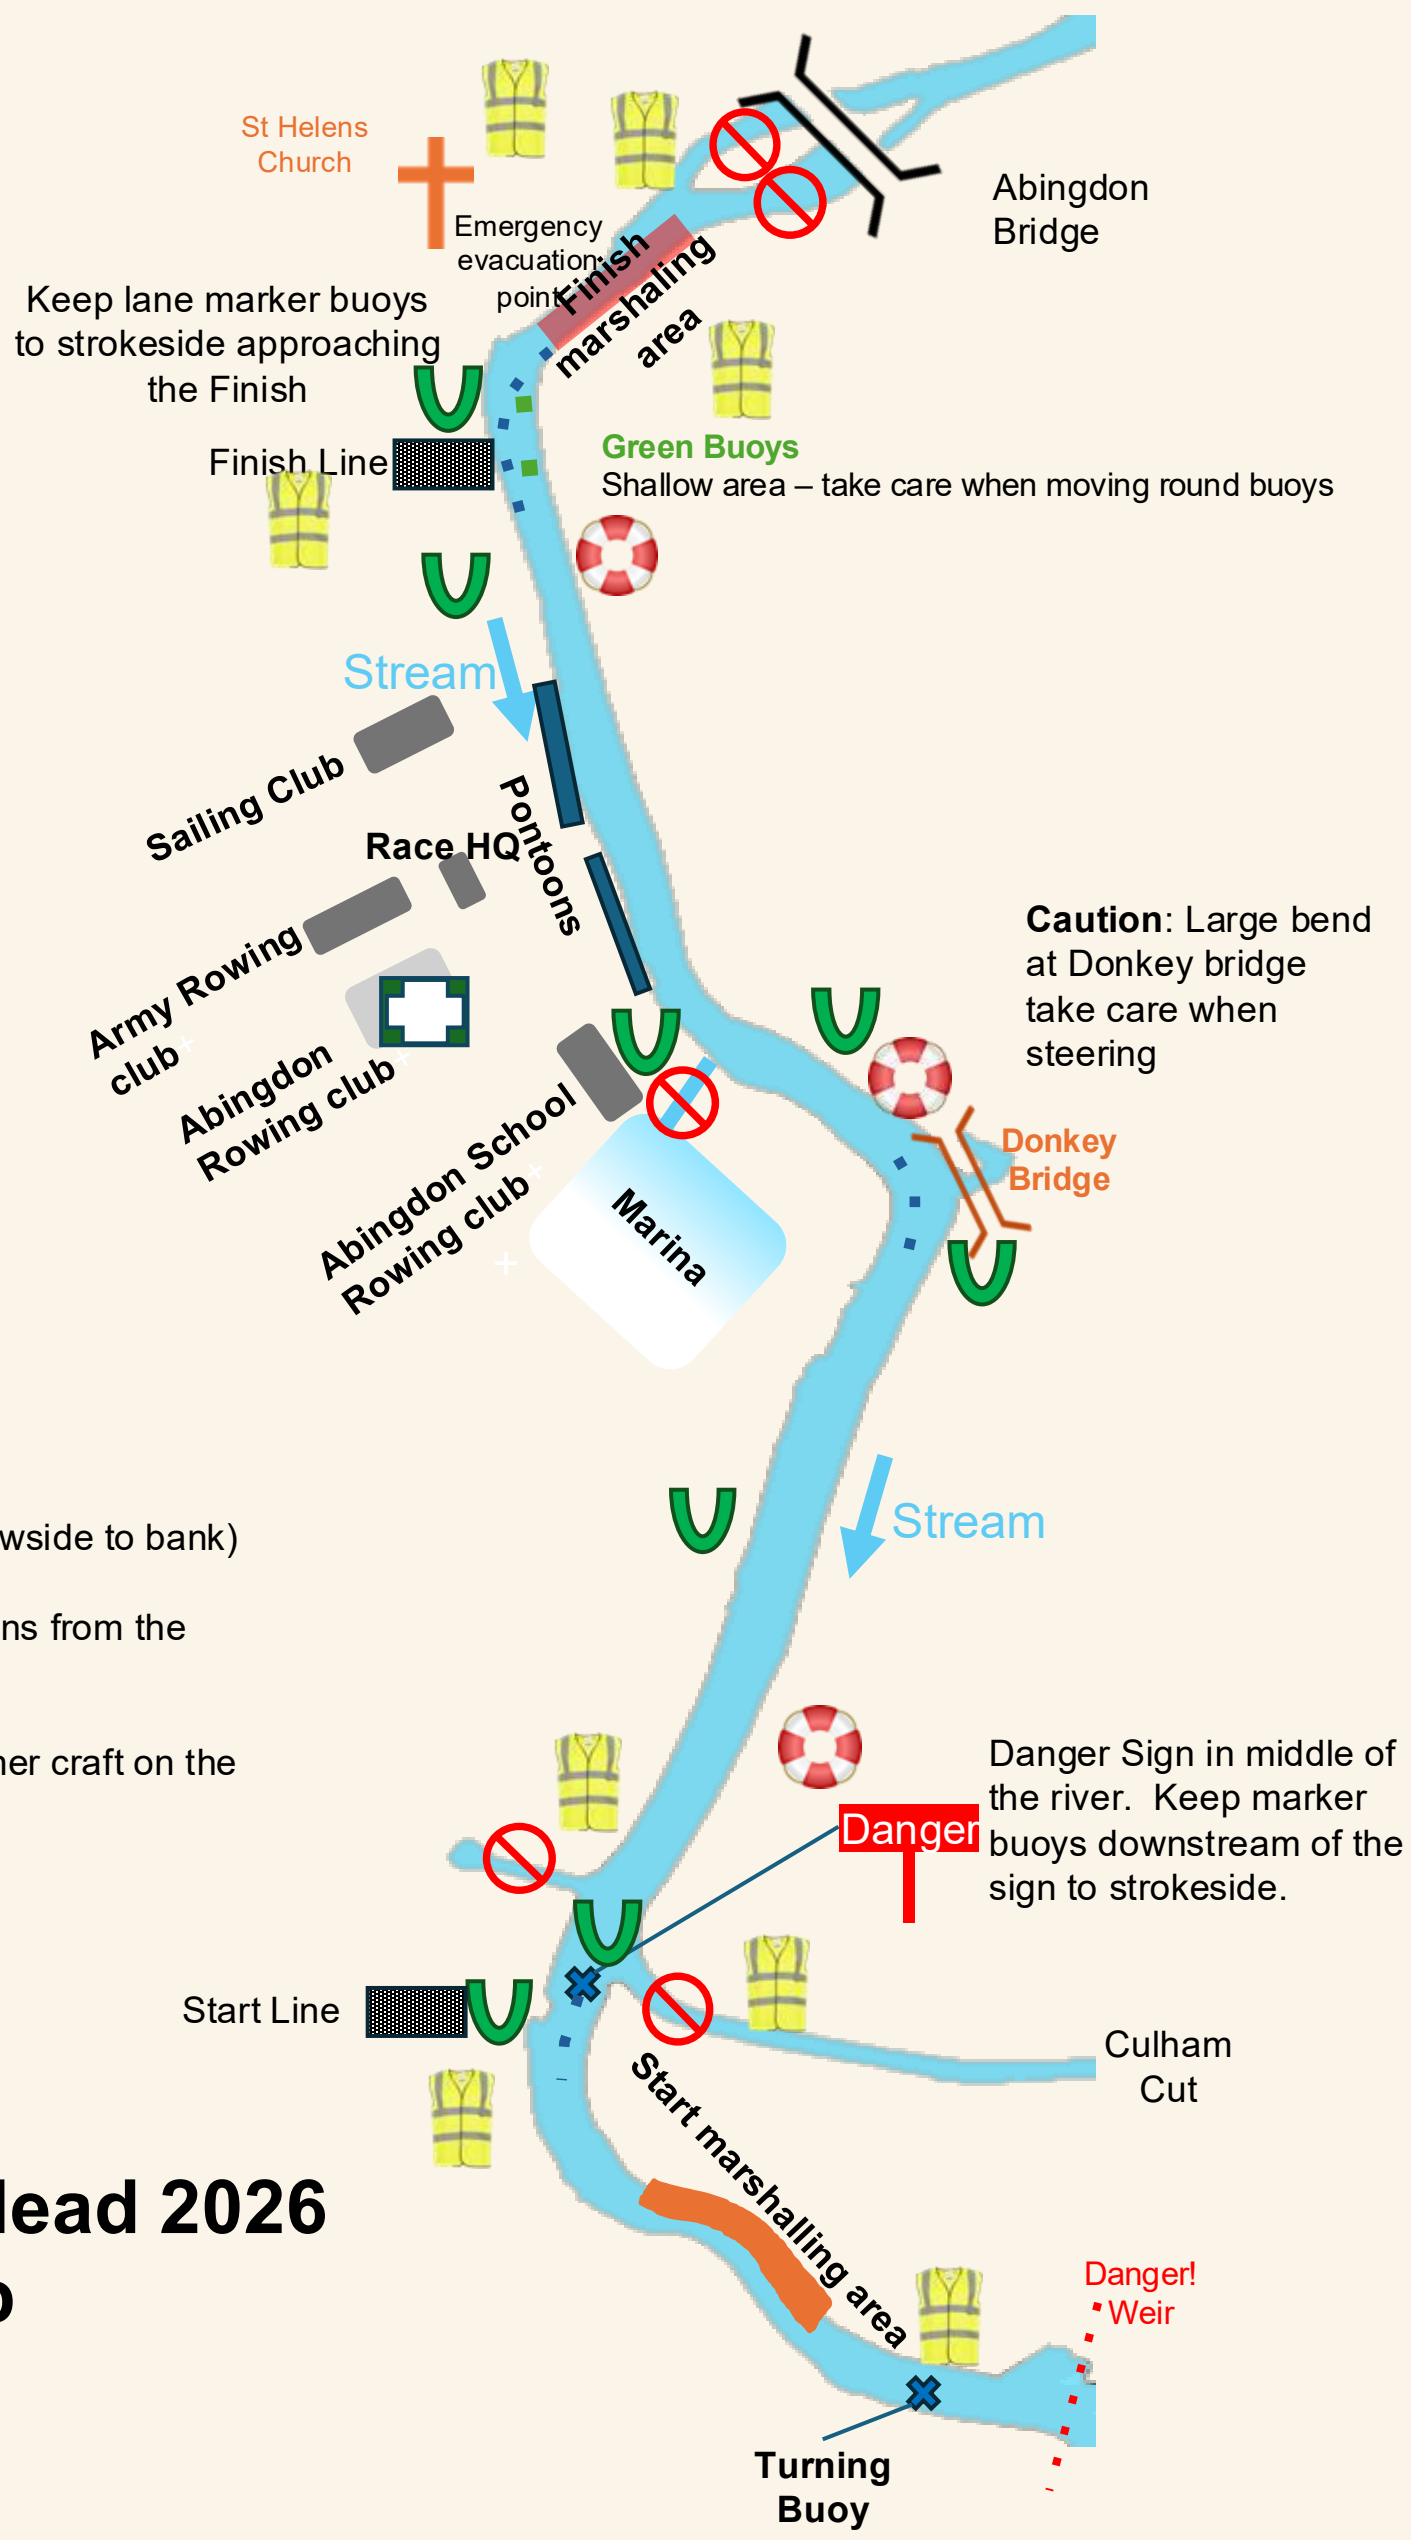 St Helens
Church
Abingdon
Bridge
Emergency
evacuation
point
Finish
marshaling
area
Keep lane marker buoys
to strokeside approaching
the Finish
Finish Line
Green Buoys
Shallow area – take care when moving round buoys
Stream
Sailing Club
Pontoons
Race HQ
Army Rowing
club
Abingdon
Rowing club
Abingdon School
Rowing club
Marina
Caution: Large bend
at Donkey bridge
take care when
steering
Donkey
Bridge
Stream
wside to bank)
ns from the
her craft on the
Danger
Danger Sign in middle of
the river. Keep marker
buoys downstream of the
sign to strokeside.
Start Line
Culham
Cut
Start marshalling area
Head 2026
Danger!
Weir
Turning
Buoy